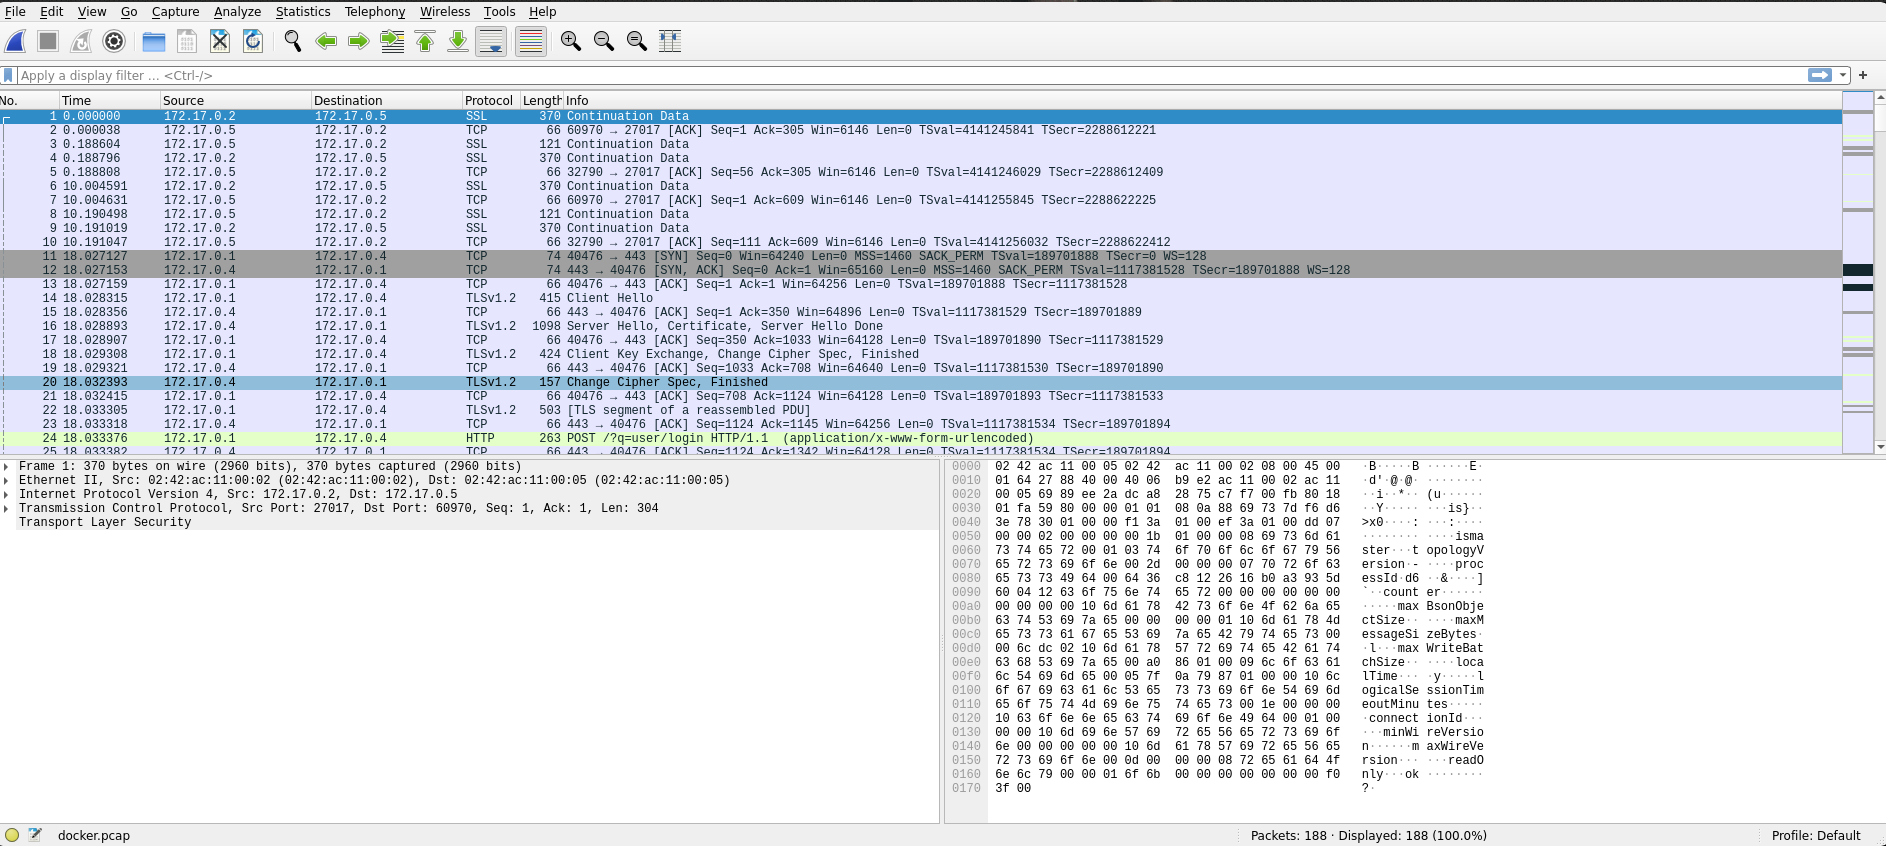 File Edit View Go Capture Analyze Statistics Telephony Wireless Tools Help
Apply a display filter ... <Ctrl-/>
No. Time Source Destination Protocol Length Info
1 0.000000 172.17.0.2 172.17.0.5 SSL 370 Continuation Data
2 0.000038 172.17.0.5 172.17.0.2 TCP 66 60970 → 27017 [ACK] Seq=1 Ack=305 Win=6146 Len=0 TSval=4141245841 TSecr=2288612221
3 0.188604 172.17.0.5 172.17.0.2 SSL 121 Continuation Data
4 0.188796 172.17.0.2 172.17.0.5 SSL 370 Continuation Data
5 0.188808 172.17.0.5 172.17.0.2 TCP 66 32790 → 27017 [ACK] Seq=56 Ack=305 Win=6146 Len=0 TSval=4141246029 TSecr=2288612409
6 10.004591 172.17.0.2 172.17.0.5 SSL 370 Continuation Data
7 10.004631 172.17.0.5 172.17.0.2 TCP 66 60970 → 27017 [ACK] Seq=1 Ack=609 Win=6146 Len=0 TSval=4141255845 TSecr=2288622225
8 10.190498 172.17.0.5 172.17.0.2 SSL 121 Continuation Data
9 10.191019 172.17.0.2 172.17.0.5 SSL 370 Continuation Data
10 10.191047 172.17.0.5 172.17.0.2 TCP 66 32790 → 27017 [ACK] Seq=111 Ack=609 Win=6146 Len=0 TSval=4141256032 TSecr=2288622412
11 18.027127 172.17.0.1 172.17.0.4 TCP 74 40476 → 443 [SYN] Seq=0 Win=64240 Len=0 MSS=1460 SACK_PERM TSval=189701888 TSecr=0 WS=128
12 18.027153 172.17.0.4 172.17.0.1 TCP 74 443 → 40476 [SYN, ACK] Seq=0 Ack=1 Win=65160 Len=0 MSS=1460 SACK_PERM TSval=1117381528 TSecr=189701888 WS=128
13 18.027159 172.17.0.1 172.17.0.4 TCP 66 40476 → 443 [ACK] Seq=1 Ack=1 Win=64256 Len=0 TSval=189701888 TSecr=1117381528
14 18.028315 172.17.0.1 172.17.0.4 TLSv1.2 415 Client Hello
15 18.028356 172.17.0.4 172.17.0.1 TCP 66 443 → 40476 [ACK] Seq=1 Ack=350 Win=64896 Len=0 TSval=1117381529 TSecr=189701889
16 18.028893 172.17.0.4 172.17.0.1 TLSv1.2 1098 Server Hello, Certificate, Server Hello Done
17 18.028907 172.17.0.1 172.17.0.4 TCP 66 40476 → 443 [ACK] Seq=350 Ack=1033 Win=64128 Len=0 TSval=189701890 TSecr=1117381529
18 18.029308 172.17.0.1 172.17.0.4 TLSv1.2 424 Client Key Exchange, Change Cipher Spec, Finished
19 18.029321 172.17.0.4 172.17.0.1 TCP 66 443 → 40476 [ACK] Seq=1033 Ack=708 Win=64640 Len=0 TSval=1117381530 TSecr=189701890
20 18.032393 172.17.0.4 172.17.0.1 TLSv1.2 157 Change Cipher Spec, Finished
21 18.032415 172.17.0.1 172.17.0.4 TCP 66 40476 → 443 [ACK] Seq=708 Ack=1124 Win=64128 Len=0 TSval=189701893 TSecr=1117381533
22 18.033305 172.17.0.1 172.17.0.4 TLSv1.2 503 [TLS segment of a reassembled PDU]
23 18.033318 172.17.0.4 172.17.0.1 TCP 66 443 → 40476 [ACK] Seq=1124 Ack=1145 Win=64256 Len=0 TSval=1117381534 TSecr=189701894
24 18.033376 172.17.0.1 172.17.0.4 HTTP 263 POST /?q=user/login HTTP/1.1  (application/x-www-form-urlencoded)
25 18.033382 172.17.0.4 172.17.0.1 TCP 66 443 → 40476 [ACK] Seq=1124 Ack=1342 Win=64128 Len=0 TSval=1117381534 TSecr=189701894
Frame 1: 370 bytes on wire (2960 bits), 370 bytes captured (2960 bits)
Ethernet II, Src: 02:42:ac:11:00:02 (02:42:ac:11:00:02), Dst: 02:42:ac:11:00:05 (02:42:ac:11:00:05)
Internet Protocol Version 4, Src: 172.17.0.2, Dst: 172.17.0.5
Transmission Control Protocol, Src Port: 27017, Dst Port: 60970, Seq: 1, Ack: 1, Len: 304
Transport Layer Security
0000 02 42 ac 11 00 05 02 42 ac 11 00 02 08 00 45 00 ·B·····B ······E·
0010 01 64 27 88 40 00 40 06 b9 e2 ac 11 00 02 ac 11 ·d'·@·@· ········
0020 00 05 69 89 ee 2a dc a8 28 75 c7 f7 00 fb 80 18 ··i··*·· (u······
0030 01 fa 59 80 00 00 01 01 08 0a 88 69 73 7d f6 d6 ··Y····· ···is}··
0040 3e 78 30 01 00 00 f1 3a 01 00 ef 3a 01 00 dd 07 >x0····: ···:····
0050 00 00 02 00 00 00 00 1b 01 00 00 08 69 73 6d 61 ········ ····isma
0060 73 74 65 72 00 01 03 74 6f 70 6f 6c 6f 67 79 56 ster···t opologyV
0070 65 72 73 69 6f 6e 00 2d 00 00 00 07 70 72 6f 63 ersion·- ····proc
0080 65 73 73 49 64 00 64 36 c8 12 26 16 b0 a3 93 5d essId·d6 ··&····]
0090 60 04 12 63 6f 75 6e 74 65 72 00 00 00 00 00 00 `··count er······
00a0 00 00 00 00 10 6d 61 78 42 73 6f 6e 4f 62 6a 65 ·····max BsonObje
00b0 63 74 53 69 7a 65 00 00 00 00 01 10 6d 61 78 4d ctSize·· ····maxM
00c0 65 73 73 61 67 65 53 69 7a 65 42 79 74 65 73 00 essageSi zeBytes·
00d0 00 6c dc 02 10 6d 61 78 57 72 69 74 65 42 61 74 ·l···max WriteBat
00e0 63 68 53 69 7a 65 00 a0 86 01 00 09 6c 6f 63 61 chSize·· ····loca
00f0 6c 54 69 6d 65 00 05 7f 0a 79 87 01 00 00 10 6c lTime··· ·y·····l
0100 6f 67 69 63 61 6c 53 65 73 73 69 6f 6e 54 69 6d ogicalSe ssionTim
0110 65 6f 75 74 4d 69 6e 75 74 65 73 00 1e 00 00 00 eoutMinu tes·····
0120 10 63 6f 6e 6e 65 63 74 69 6f 6e 49 64 00 01 00 ·connect ionId···
0130 00 00 10 6d 69 6e 57 69 72 65 56 65 72 73 69 6f ···minWi reVersio
0140 6e 00 00 00 00 00 10 6d 61 78 57 69 72 65 56 65 n······m axWireVe
0150 72 73 69 6f 6e 00 0d 00 00 00 08 72 65 61 64 4f rsion··· ···readO
0160 6e 6c 79 00 00 01 6f 6b 00 00 00 00 00 00 00 f0 nly···ok ········
0170 3f 00 ?·
docker.pcap Packets: 188 · Displayed: 188 (100.0%) Profile: Default